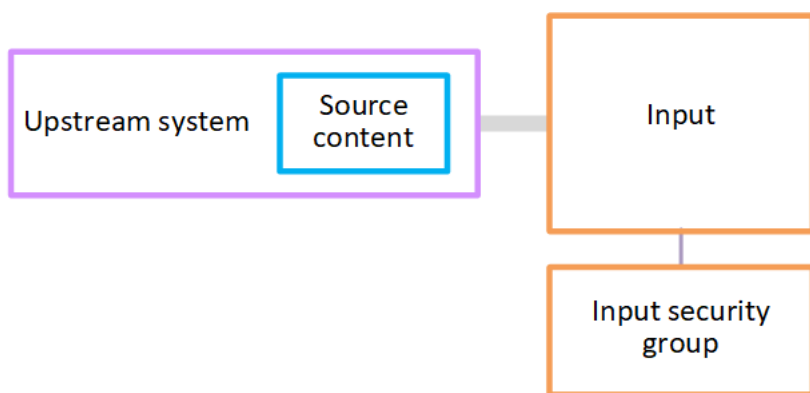 Upstream system
Source
content
Input
Input security
group